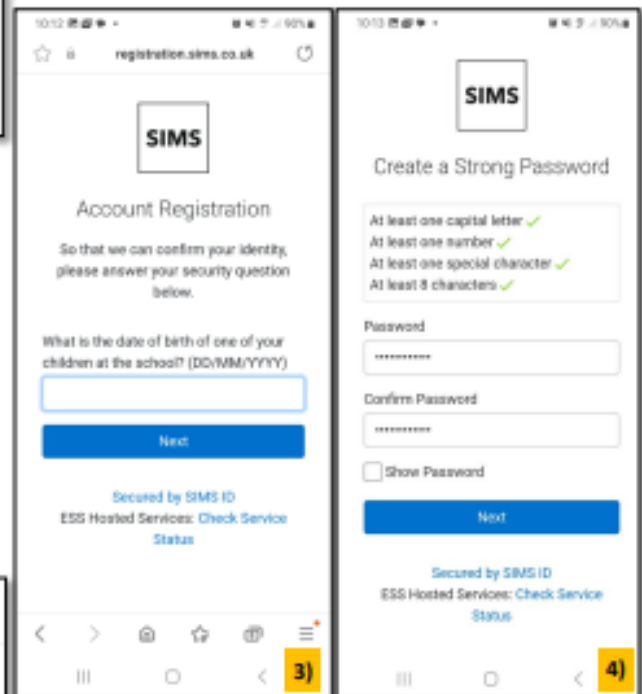 10:12
90%
registration.sims.co.uk
SIMS
Account Registration
So that we can confirm your identity,
please answer your security question
below.
What is the date of birth of one of your
children at the school? (DD/MM/YYYY)
Next
Secured by SIMS ID
ESS Hosted Services: Check Service
Status
3)
10:13
90%
SIMS
Create a Strong Password
At least one capital letter
At least one number
At least one special character
At least 8 characters
Password
Confirm Password
Show Password
Next
Secured by SIMS ID
ESS Hosted Services: Check Service
Status
4)